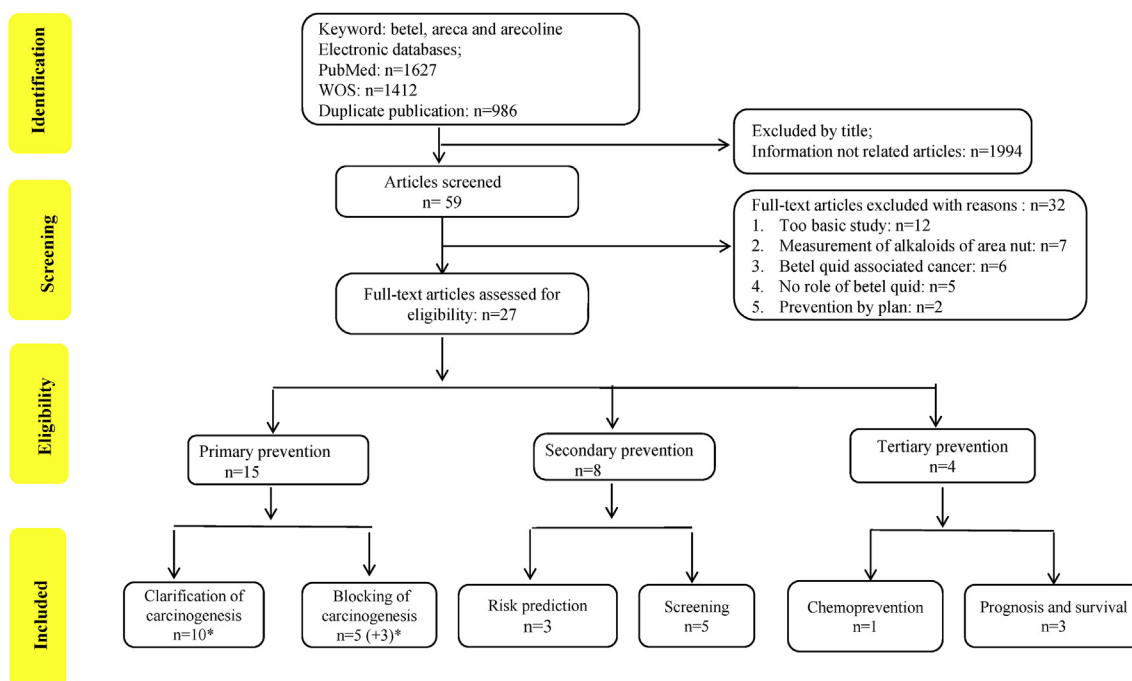 Identification
Keyword: betel, areca and arecoline
Electronic databases;
PubMed: n=1627
WOS: n=1412
Duplicate publication: n=986
Excluded by title;
Information not related articles: n=1994
Screening
Articles screened
n= 59
Full-text articles excluded with reasons : n=32
1. Too basic study: n=12
2. Measurement of alkaloids of area nut: n=7
3. Betel quid associated cancer: n=6
4. No role of betel quid: n=5
5. Prevention by plan: n=2
Full-text articles assessed for
eligibility: n=27
Eligibility
Primary prevention
n=15
Secondary prevention
n=8
Tertiary prevention
n=4
Included
Clarification of
carcinogenesis
n=10*
Blocking of
carcinogenesis
n=5 (+3)*
Risk prediction
n=3
Screening
n=5
Chemoprevention
n=1
Prognosis and survival
n=3